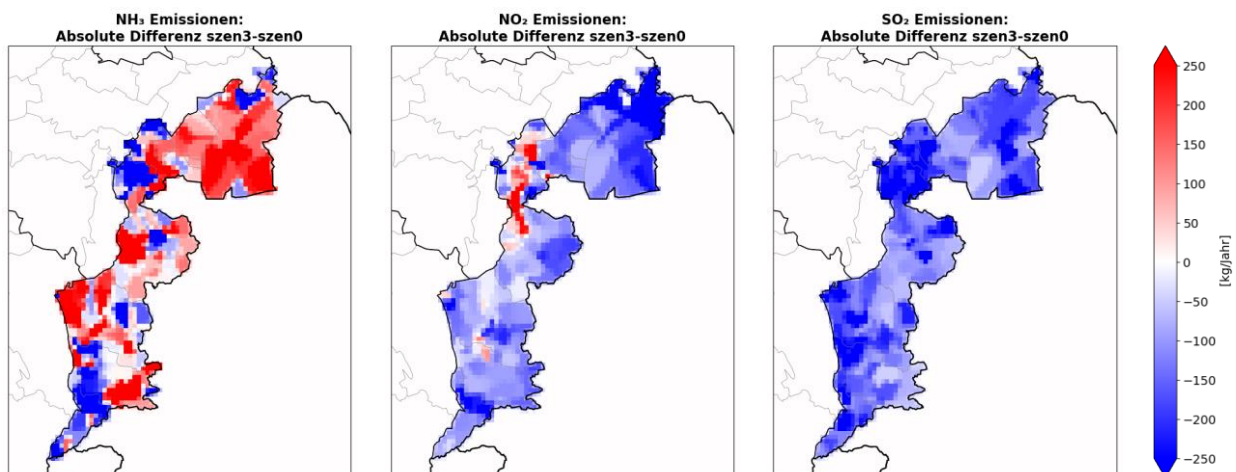 NH₃ Emissionen:
Absolute Differenz szen3-szen0
NO₂ Emissionen:
Absolute Differenz szen3-szen0
SO₂ Emissionen:
Absolute Differenz szen3-szen0
250
200
150
100
50
0
−50
−100
−150
−200
−250
[kg/Jahr]